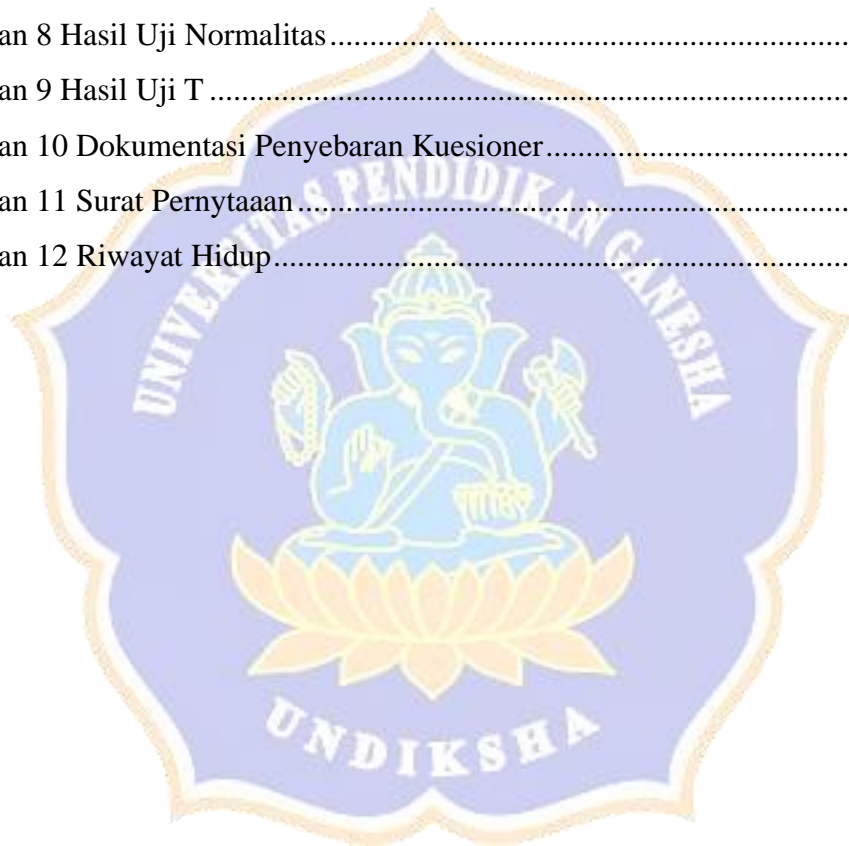 an 8 Hasil Uji Normalitas................................................................
an 9 Hasil Uji T................................................................................
an 10 Dokumentasi Penyebaran Kuesioner......................................
an 11 Surat Pernytaaan.....................................................................
an 12 Riwayat Hidup........................................................................
UNIVERSITAS PENDIDIKAN GANESHA
UNDIKSHA